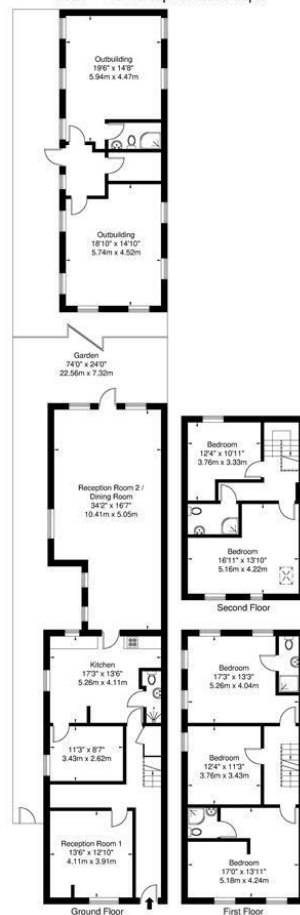 Outbuilding
19'6" x 14'8"
5.94m x 4.47m
Outbuilding
18'10" x 14'10"
5.74m x 4.52m
Garden
74'0" x 24'0"
22.56m x 7.32m
Reception Room 2 /
Dining Room
34'2" x 16'7"
10.41m x 5.05m
Kitchen
17'3" x 13'6"
5.26m x 4.11m
11'3" x 8'7"
3.43m x 2.62m
Reception Room 1
13'6" x 12'10"
4.11m x 3.91m
Ground Floor
Bedroom
12'4" x 10'11"
3.76m x 3.33m
Bedroom
16'11" x 13'10"
5.16m x 4.22m
Second Floor
Bedroom
17'3" x 13'3"
5.26m x 4.04m
Bedroom
12'4" x 11'3"
3.76m x 3.43m
Bedroom
17'0" x 13'11"
5.18m x 4.24m
First Floor